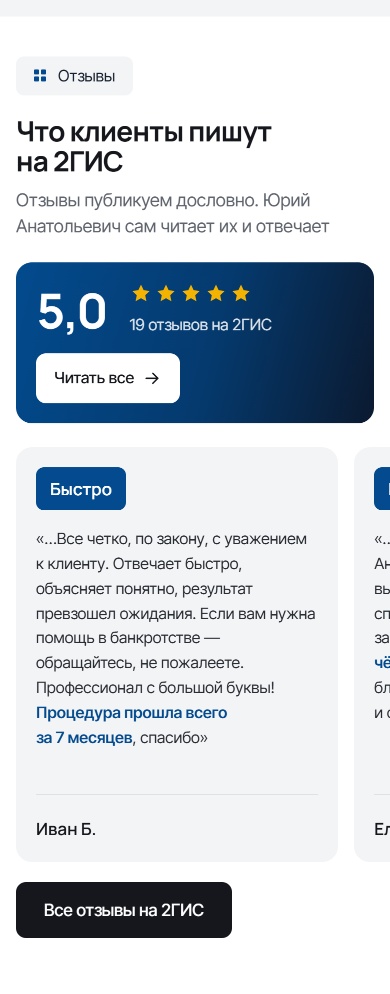 Отзывы
Что клиенты пишут
на 2ГИС
Отзывы публикуем дословно. Юрий
Анатольевич сам читает их и отвечает
5,0
19 отзывов на 2ГИС
Читать все →
Быстро
«...Все четко, по закону, с уважением
к клиенту. Отвечает быстро,
объясняет понятно, результат
превзошел ожидания. Если вам нужна
помощь в банкротстве —
обращайтесь, не пожалеете.
Профессионал с большой буквы!
Процедура прошла всего
за 7 месяцев, спасибо»
Иван Б.
Все отзывы на 2ГИС